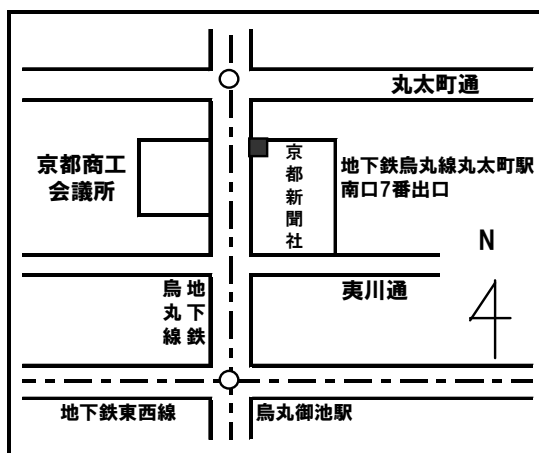 丸太町通
京都商工
会議所
京都新聞社
地下鉄烏丸線丸太町駅
南口7番出口
N
地下鉄
烏丸線
夷川通
地下鉄東西線
烏丸御池駅